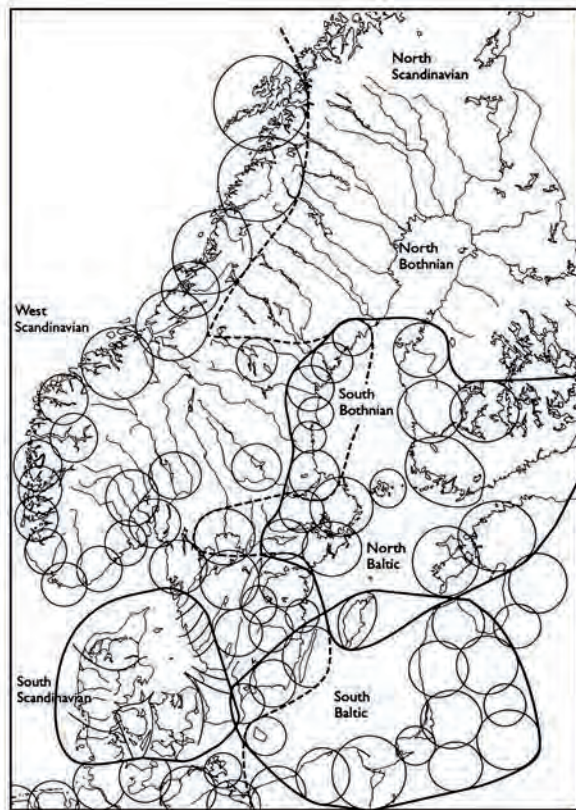 North
Scandinavian
North
Bothnian
West
Scandinavian
South
Bothnian
North
Baltic
South
Scandinavian
South
Baltic